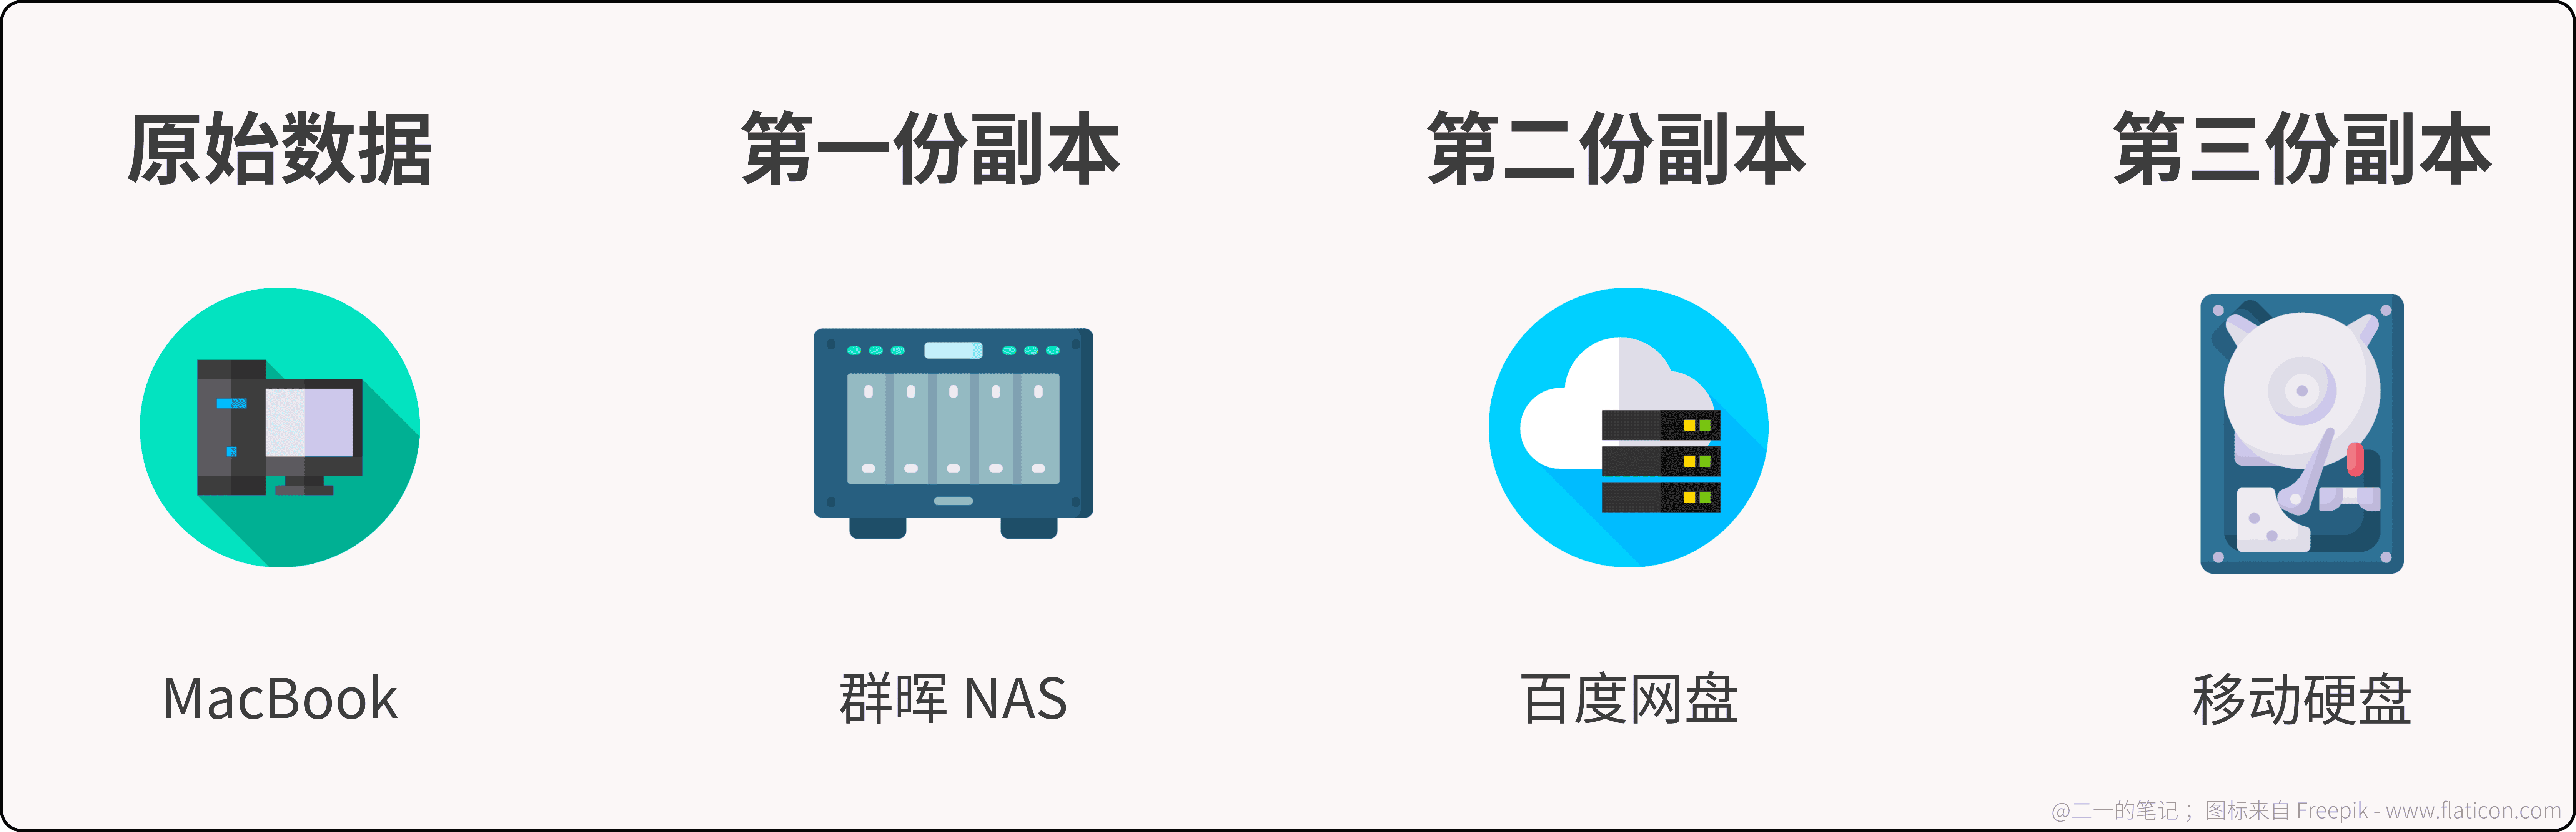 原始数据 第一份副本 第二份副本 第三份副本
MacBook 群晖 NAS 百度网盘 移动硬盘
@二一的笔记；图标来自 Freepik - www.flaticon.com